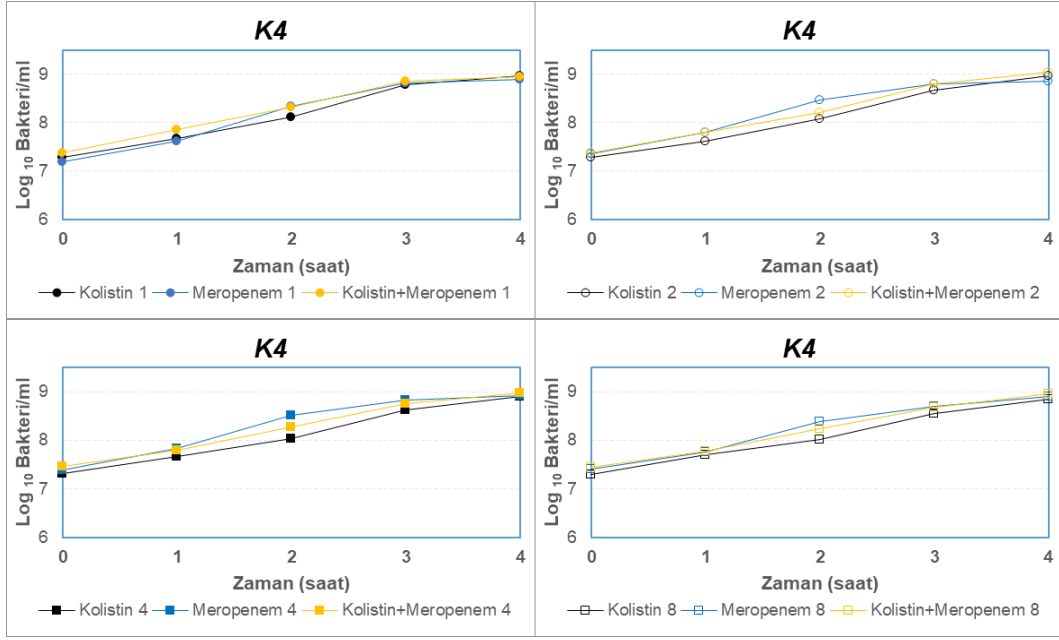 K4
Log 10 Bakteri/ml
9
8
7
6
0 1 2 3 4
Zaman (saat)
Kolistin 1 Meropenem 1 Kolistin+Meropenem 1
K4
Log 10 Bakteri/ml
9
8
7
6
0 1 2 3 4
Zaman (saat)
Kolistin 2 Meropenem 2 Kolistin+Meropenem 2
K4
Log 10 Bakteri/ml
9
8
7
6
0 1 2 3 4
Zaman (saat)
Kolistin 4 Meropenem 4 Kolistin+Meropenem 4
K4
Log 10 Bakteri/ml
9
8
7
6
0 1 2 3 4
Zaman (saat)
Kolistin 8 Meropenem 8 Kolistin+Meropenem 8